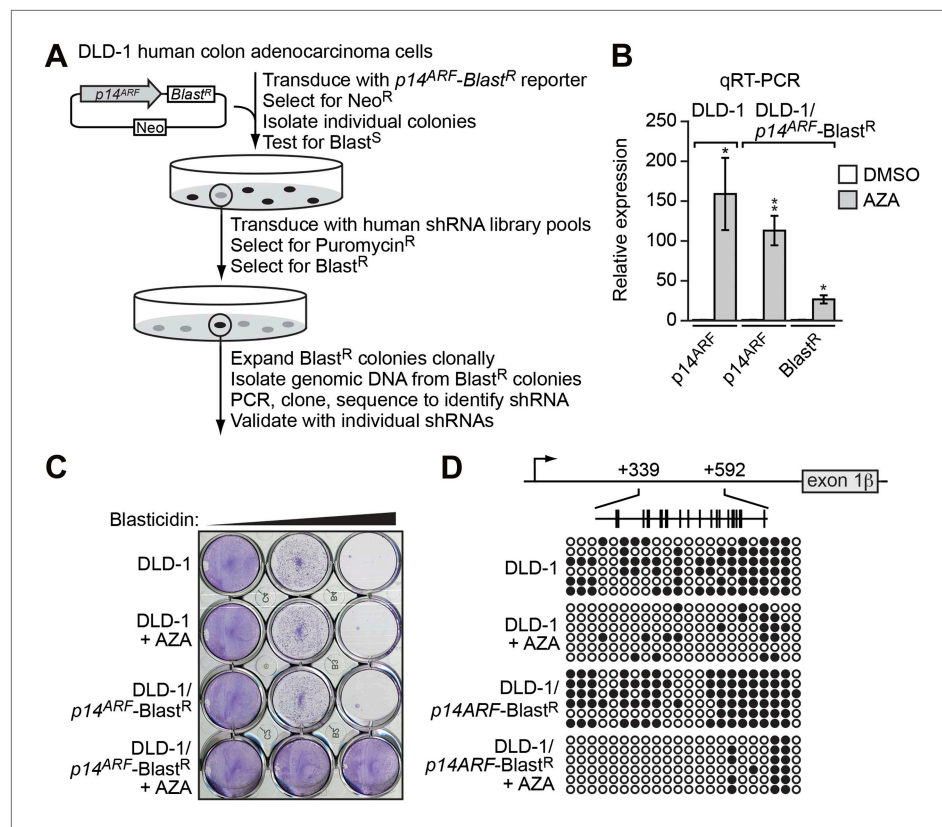 A
DLD-1 human colon adenocarcinoma cells
p14ARF
BlastR
Neo
Transduce with p14ARF-BlastR reporter
Select for NeoR
Isolate individual colonies
Test for BlastS
Transduce with human shRNA library pools
Select for PuromycinR
Select for BlastR
Expand BlastR colonies clonally
Isolate genomic DNA from BlastR colonies
PCR, clone, sequence to identify shRNA
Validate with individual shRNAs
B
qRT-PCR
DLD-1
DLD-1/
p14ARF-BlastR
Relative expression
250
200
150
100
50
0
*
**
*
DMSO
AZA
p14ARF
p14ARF
BlastR
C
Blasticidin:
DLD-1
DLD-1
+ AZA
DLD-1/
p14ARF-BlastR
DLD-1/
p14ARF-BlastR
+ AZA
C4
B4
B3
C3
B5
D
+339
+592
exon 1β
DLD-1
DLD-1
+ AZA
DLD-1/
p14ARF-BlastR
DLD-1/
p14ARF-BlastR
+ AZA